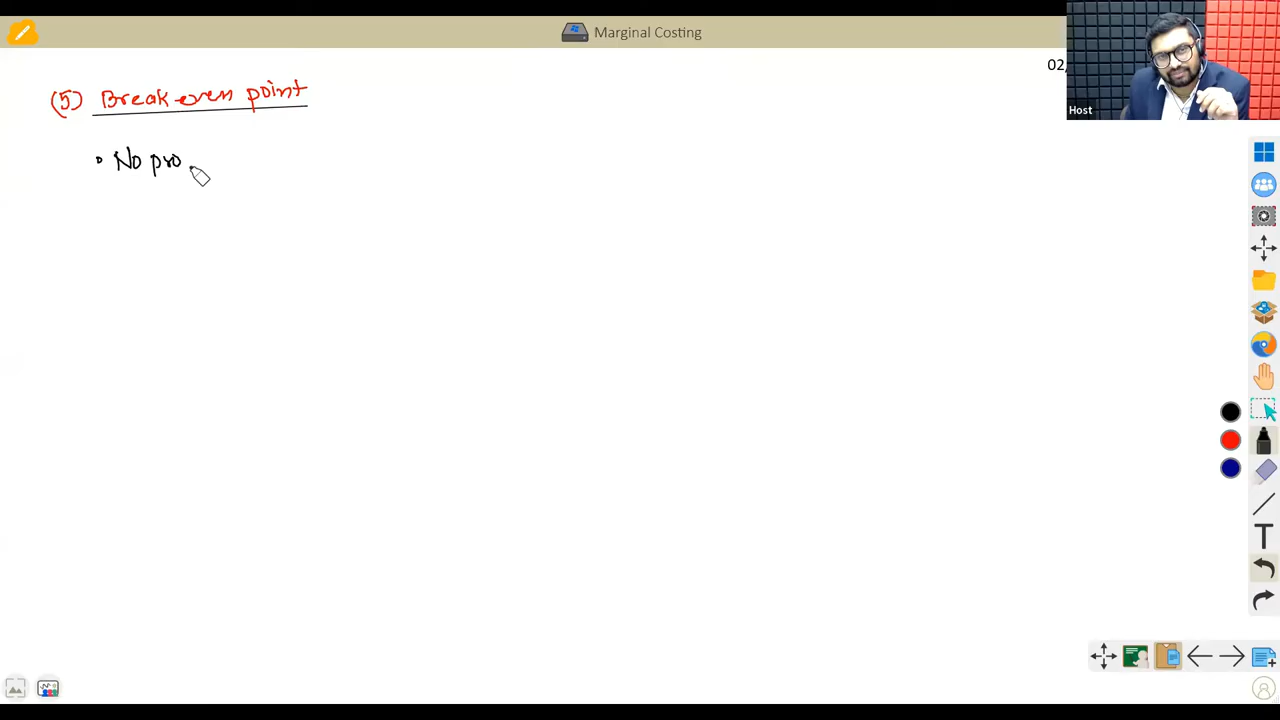 Marginal Costing
02/
Host
(5) Break even point
• No pro
T